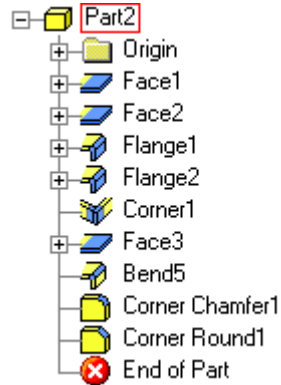 Part2
Origin
Face1
Face2
Flange1
Flange2
Corner1
Face3
Bend5
Corner Chamfer1
Corner Round1
End of Part